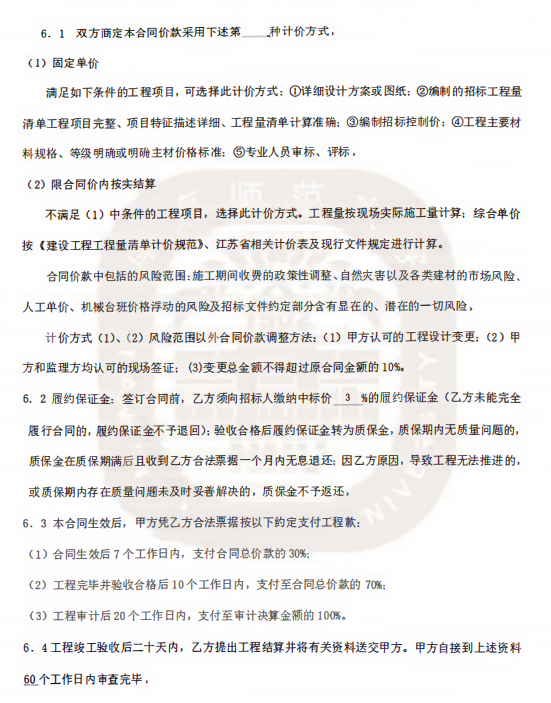 6．1 双方商定本合同价款采用下述第____种计价方式，
（1）固定单价
满足如下条件的工程项目，可选择此计价方式：①详细设计方案或图纸；②编制的招标工程量
清单工程项目完整、项目特征描述详细、工程量清单计算准确；③编制招标控制价；④工程主要材
料规格、等级明确或明确主材价格标准；⑤专业人员审标、评标，
（2）限合同价内按实结算
不满足（1）中条件的工程项目，选择此计价方式。工程量按现场实际施工量计算；综合单价
按《建设工程工程量清单计价规范》、江苏省相关计价表及现行文件规定进行计算。
合同价款中包括的风险范围：施工期间收费的政策性调整、自然灾害以及各类建材的市场风险、
人工单价、机械台班价格浮动的风险及招标文件约定部分含有显在的、潜在的一切风险，
计价方式（1）、（2）风险范围以外合同价款调整方法：（1）甲方认可的工程设计变更；（2）甲
方和监理方均认可的现场签证；（3）变更总金额不得超过原合同金额的 10%。
6．2 履约保证金：签订合同前，乙方须向招标人缴纳中标价 3 %的履约保证金（乙方未能完全
履行合同的，履约保证金不予退回）；验收合格后履约保证金转为质保金，质保期内无质量问题的，
质保金在质保期满后且收到乙方合法票据一个月内无息退还；因乙方原因，导致工程无法推进的，
或质保期内存在质量问题未及时妥善解决的，质保金不予返还，
6．3 本合同生效后，甲方凭乙方合法票据按以下约定支付工程款：
（1）合同生效后 7 个工作日内，支付合同总价款的 30%；
（2）工程完毕并验收合格后 10 个工作日内，支付至合同总价款的 70%；
（3）工程审计后 20 个工作日内，支付至审计决算金额的 100%。
6．4 工程竣工验收后二十天内，乙方提出工程结算并将有关资料送交甲方。甲方自接到上述资料
60 个工作日内审查完毕，